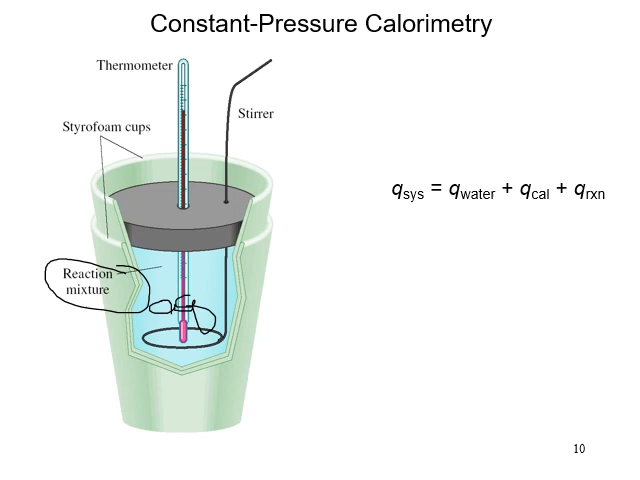 Constant-Pressure Calorimetry
Thermometer
Stirrer
Styrofoam cups
qsys = qwater + qcal + qrxn
Reaction
mixture
10